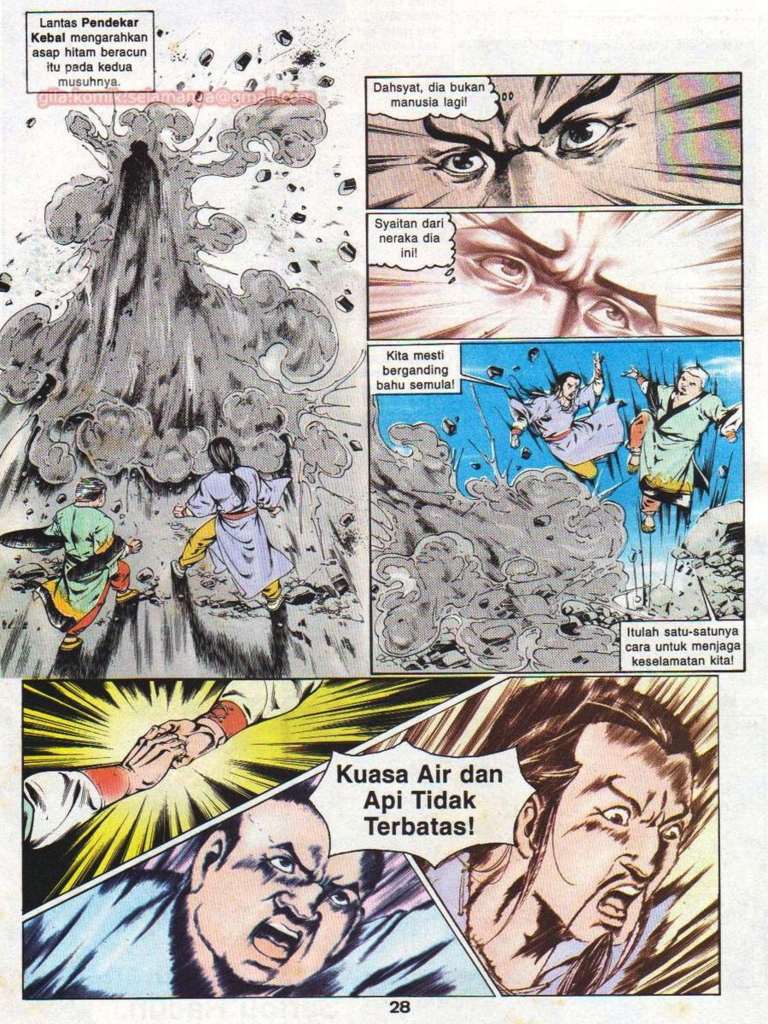 Lantas Pendekar
Kebal mengarahkan
asap hitam beracun
itu pada kedua
musuhnya.
Dahsyat, dia bukan
manusia lagi!
Syaitan dari
neraka dia
ini!
Kita mesti
berganding
bahu semula!
Itulah satu-satunya
cara untuk menjaga
keselamatan kita!
Kuasa Air dan
Api Tidak
Terbatas!
28